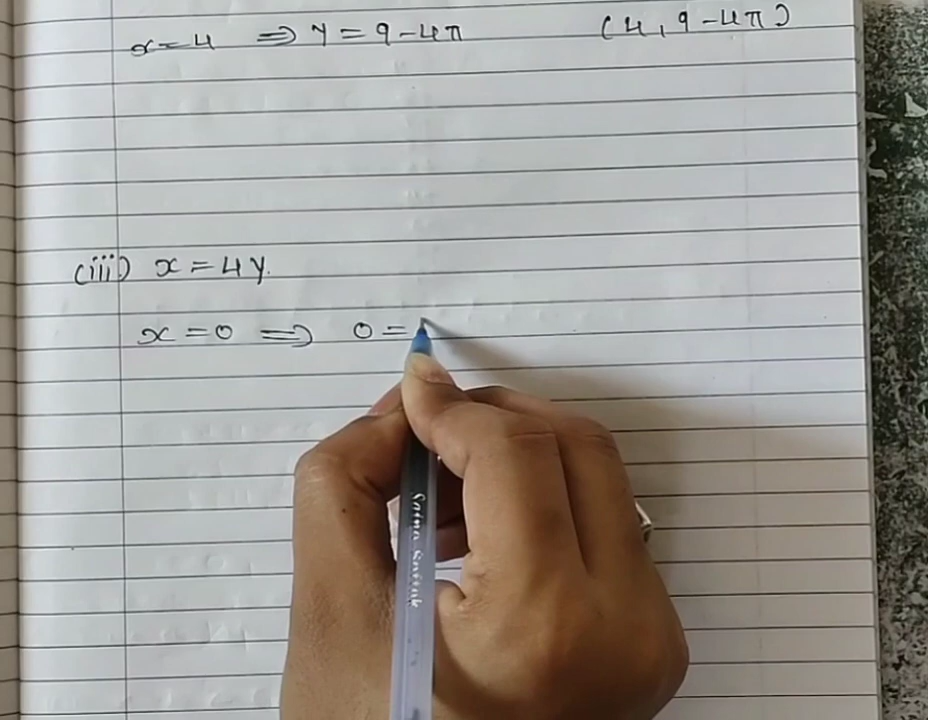 x = 4 ⇒ y = 9 - 4π (4, 9 - 4π)
(iii) x = 4y.
x = 0 ⇒ 0 =